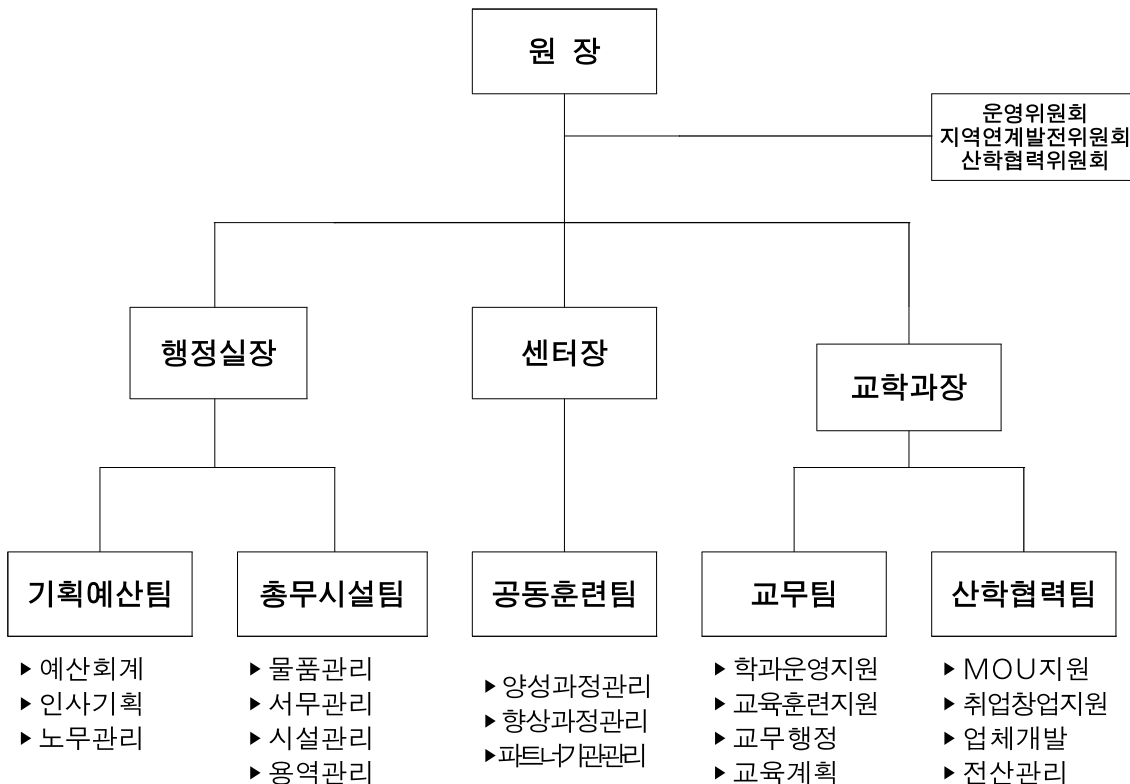 원 장
운영위원회
지역연계발전위원회
산학협력위원회
행정실장
센터장
교학과장
기획예산팀
총무시설팀
공동훈련팀
교무팀
산학협력팀
▶ 예산회계
▶ 인사기획
▶ 노무관리
▶ 물품관리
▶ 서무관리
▶ 시설관리
▶ 용역관리
▶ 양성과정관리
▶ 향상과정관리
▶ 파트너기관관리
▶ 학과운영지원
▶ 교육훈련지원
▶ 교무행정
▶ 교육계획
▶ MOU지원
▶ 취업창업지원
▶ 업체개발
▶ 전산관리